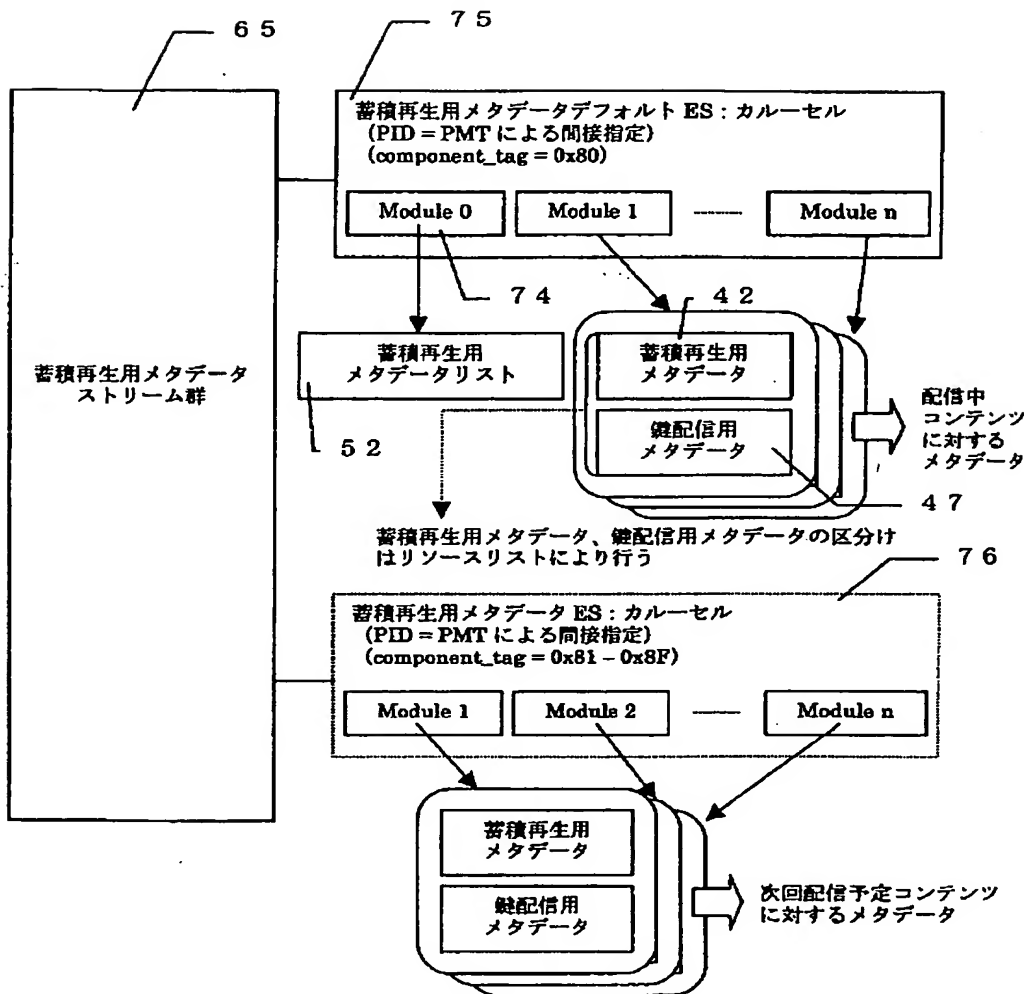 ６５
７５
蓄積再生用メタデータデフォルト ES：カルーセル
(PID = PMT による間接指定)
(component_tag = 0x80)
Module 0
Module 1
Module n
７４
４２
蓄積再生用メタデータ
ストリーム群
蓄積再生用
メタデータリスト
蓄積再生用
メタデータ
鍵配信用
メタデータ
配信中
コンテンツ
に対する
メタデータ
５２
４７
蓄積再生用メタデータ、鍵配信用メタデータの区分け
はリソースリストにより行う
７６
蓄積再生用メタデータ ES：カルーセル
(PID = PMT による間接指定)
(component_tag = 0x81 – 0x8F)
Module 1
Module 2
Module n
蓄積再生用
メタデータ
鍵配信用
メタデータ
次回配信予定コンテンツ
に対するメタデータ